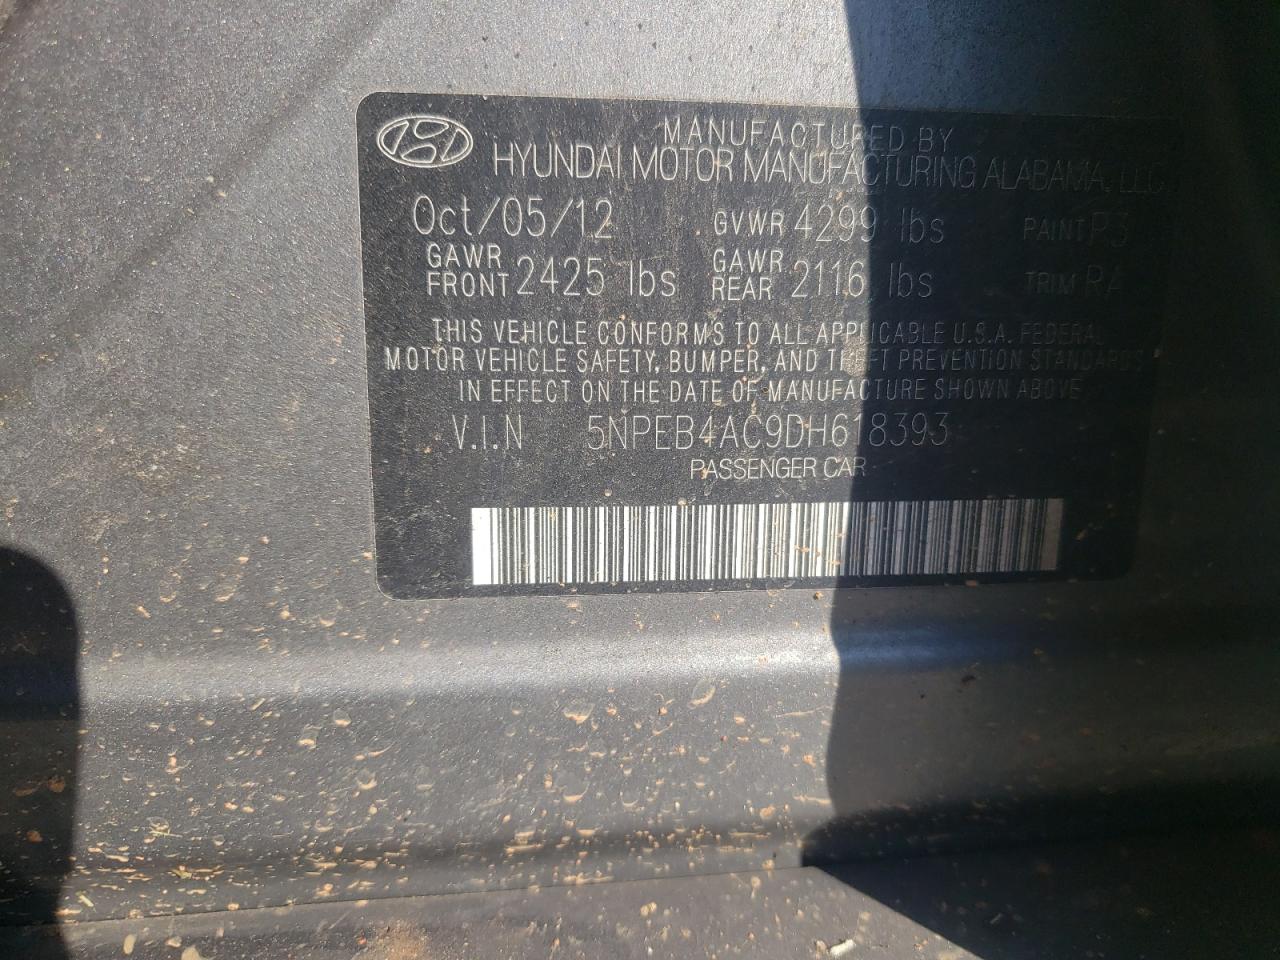 MANUFACTURED BY
HYUNDAI MOTOR MANUFACTURING ALABAMA, LLC
Oct/05/12 GVWR 4299 lbs PAINT P3
GAWR FRONT 2425 lbs GAWR REAR 2116 lbs TRIM RA
THIS VEHICLE CONFORMS TO ALL APPLICABLE U.S.A. FEDERAL
MOTOR VEHICLE SAFETY, BUMPER, AND THEFT PREVENTION STANDARDS
IN EFFECT ON THE DATE OF MANUFACTURE SHOWN ABOVE
V.I.N 5NPEB4AC9DH618393
PASSENGER CAR